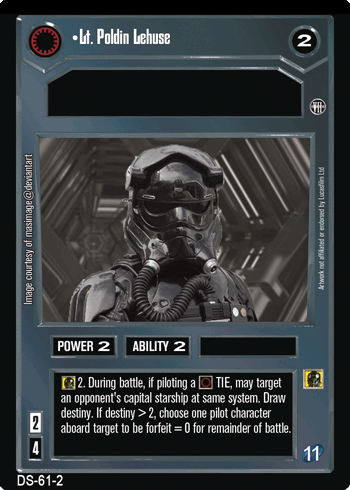 •Lt. Poldin Lehuse
2
Image courtesy of masimage@deviantart
Artwork not affiliated or endorsed by Lucasfilm Ltd
POWER 2
ABILITY 2
2. During battle, if piloting a TIE, may target
an opponent's capital starship at same system. Draw
destiny. If destiny > 2, choose one pilot character
aboard target to be forfeit = 0 for remainder of battle.
2
4
11
DS-61-2